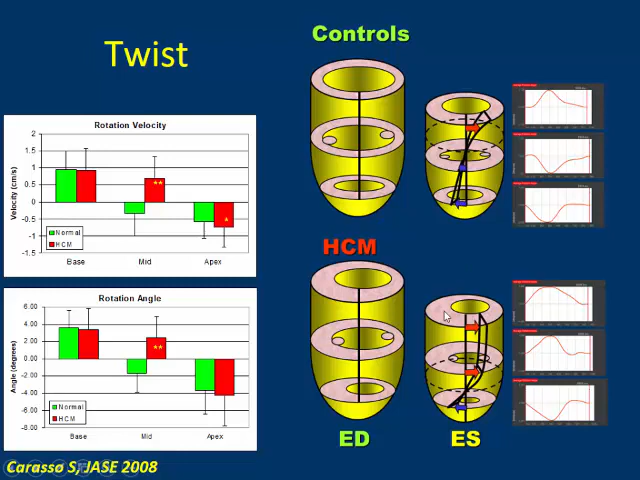 Controls
Twist
Rotation Velocity
Velocity (cm/s)
2
1.5
1
0.5
0
-0.5
-1
-1.5
Normal
HCM
Base
Mid
Apex
**
*
HCM
Rotation Angle
Angle (degrees)
6.00
4.00
2.00
0.00
-2.00
-4.00
-6.00
-8.00
Normal
HCM
Base
Mid
Apex
**
ED
ES
Carasso S, JASE 2008